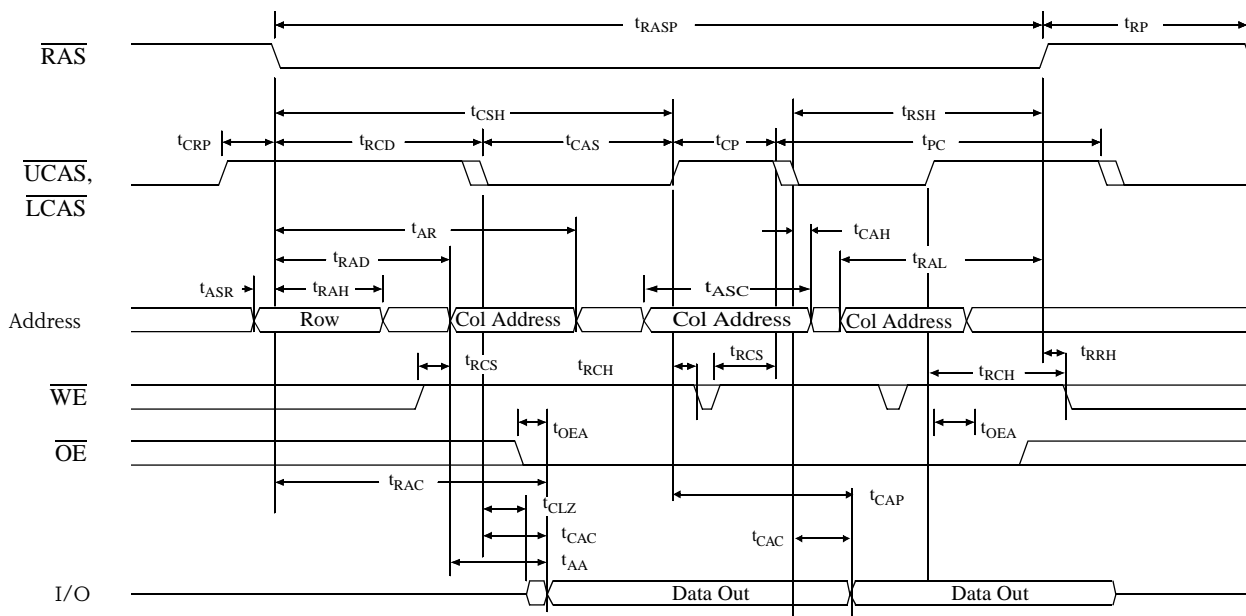 tRASP tRP
RAS
tCSH tRSH
tCRP tRCD tCAS tCP tPC
UCAS,
LCAS
tAR tCAH
tRAD tRAL
tASR tRAH tASC
Address Row Col Address Col Address Col Address
tRCS tRCH tRCS tRCH tRRH
WE
tOEA tOEA
OE
tRAC tCAP
tCLZ
tCAC tCAC
tAA
I/O Data Out Data Out